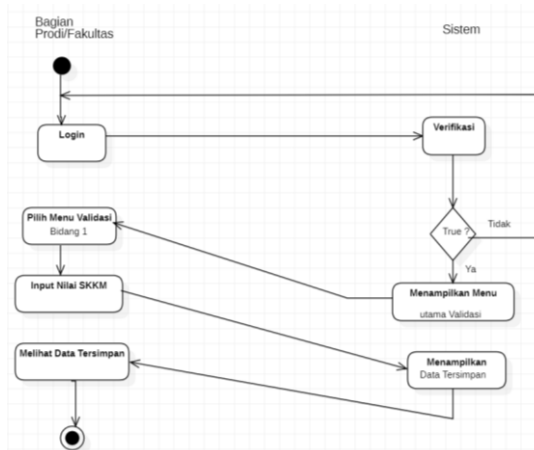 Bagian
Prodi/Fakultas
Sistem
Login
Verifikasi
True ?
Tidak
Ya
Pilih Menu Validasi
Bidang 1
Input Nilai SKKM
Menampilkan Menu
utama Validasi
Melihat Data Tersimpan
Menampilkan
Data Tersimpan